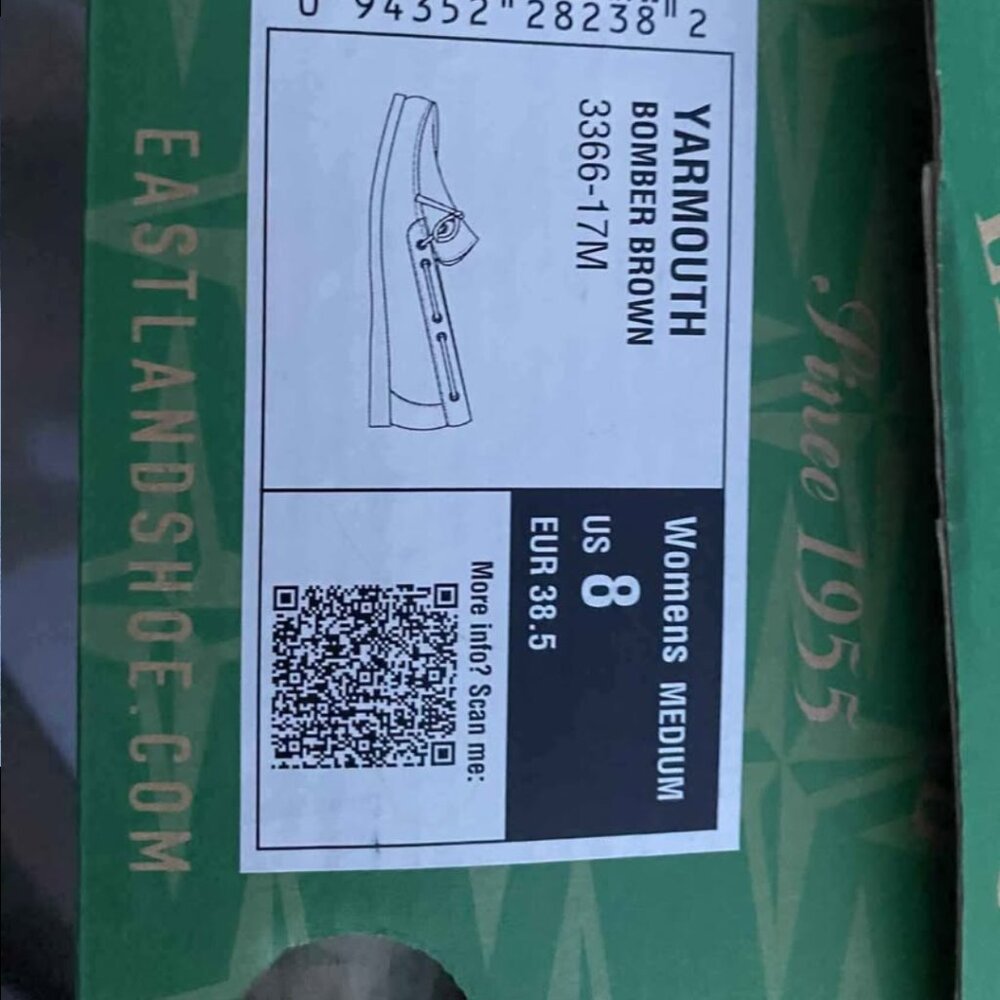 0 94352 28238 2
YARMOUTH
BOMBER BROWN
3366-17M
Womens MEDIUM
US 8
EUR 38.5
More info? Scan me:
Since 1955
EASTLANDSHOE.COM